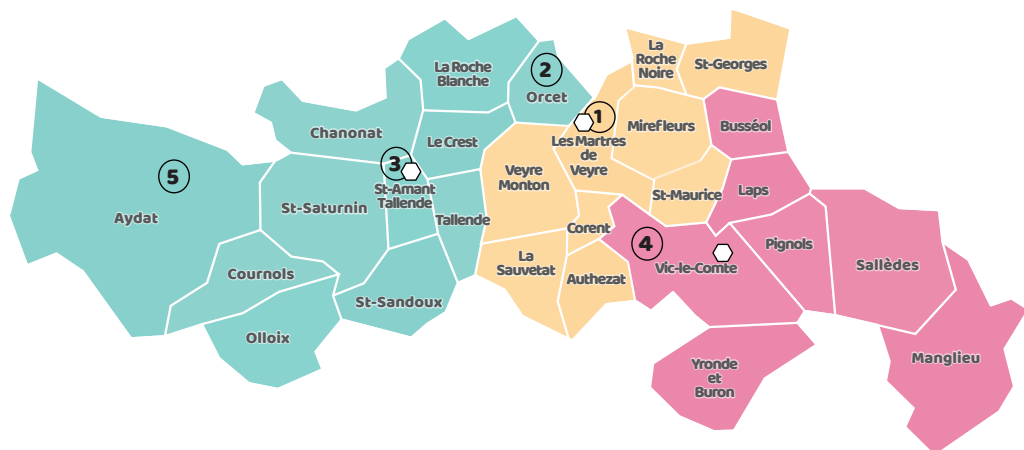 La Roche
Blanche
2
Orcet
La
Roche
Noire
St-Georges
Chanonat
Le Crest
1
Les Martres
de
Veyre
Mirefleurs
Busséol
5
Aydat
3
St-Amant
Tallende
St-Saturnin
Tallende
Veyre
Monton
St-Maurice
Laps
Corent
4
Vic-le-Comte
Pignols
Sallèdes
Cournols
St-Sandoux
La
Sauvetat
Authezat
Olloix
Yronde
et
Buron
Manglieu